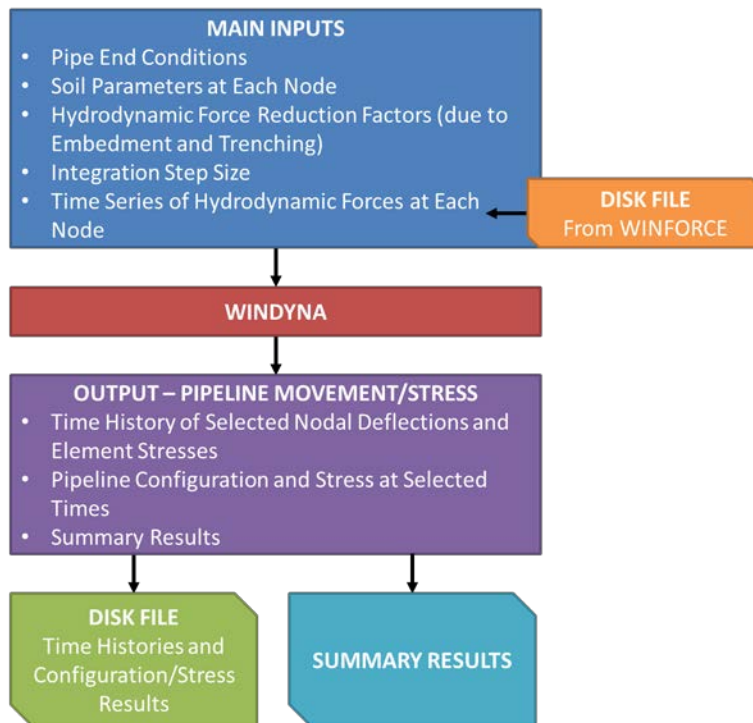 MAIN INPUTS
• Pipe End Conditions
• Soil Parameters at Each Node
• Hydrodynamic Force Reduction Factors (due to
Embedment and Trenching)
• Integration Step Size
• Time Series of Hydrodynamic Forces at Each
Node
DISK FILE
From WINFORCE
WINDYNA
OUTPUT – PIPELINE MOVEMENT/STRESS
• Time History of Selected Nodal Deflections and
Element Stresses
• Pipeline Configuration and Stress at Selected
Times
• Summary Results
DISK FILE
Time Histories and
Configuration/Stress
Results
SUMMARY RESULTS